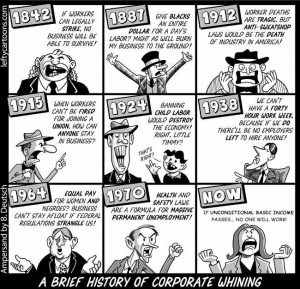 1842
IF WORKERS
CAN LEGALLY
STRIKE, NO
BUSINESS WILL BE
ABLE TO SURVIVE!
1887
GIVE BLACKS
AN ENTIRE
DOLLAR FOR A DAY'S
LABOR? MIGHT AS WELL BURN
MY BUSINESS TO THE GROUND!
1912
WORKER DEATHS
ARE TRAGIC, BUT
ANTI-SWEATSHOP
LAWS WOULD BE THE DEATH
OF INDUSTRY IN AMERICA!
1915
WHEN WORKERS
CAN'T BE FIRED
FOR JOINING A
UNION, HOW CAN
ANYONE STAY
IN BUSINESS?
1924
BANNING
CHILD LABOR
WOULD DESTROY
THE ECONOMY!
RIGHT, LITTLE
TIMMY?
THAT'S
RIGHT,
1938
WE CAN'T
HAVE A FORTY
HOUR WORK WEEK,
BECAUSE IF WE DO
THERE'LL BE NO EMPLOYERS
LEFT TO HIRE ANYONE!
1964
EQUAL PAY
FOR WOMEN AND
NEGROES? BUSINESS
CAN'T STAY AFLOAT IF FEDERAL
REGULATIONS STRANGLE US!
1970
HEALTH AND
SAFETY LAWS
ARE A FORMULA FOR MASSIVE
PERMANENT UNEMPLOYMENT!
NOW
IF UNCONDITIONAL BASIC INCOME
PASSES.. NO ONE WILL WORK!
A BRIEF HISTORY OF CORPORATE WHINING
leftycartoons.com
Ampersand by B. Deutsch